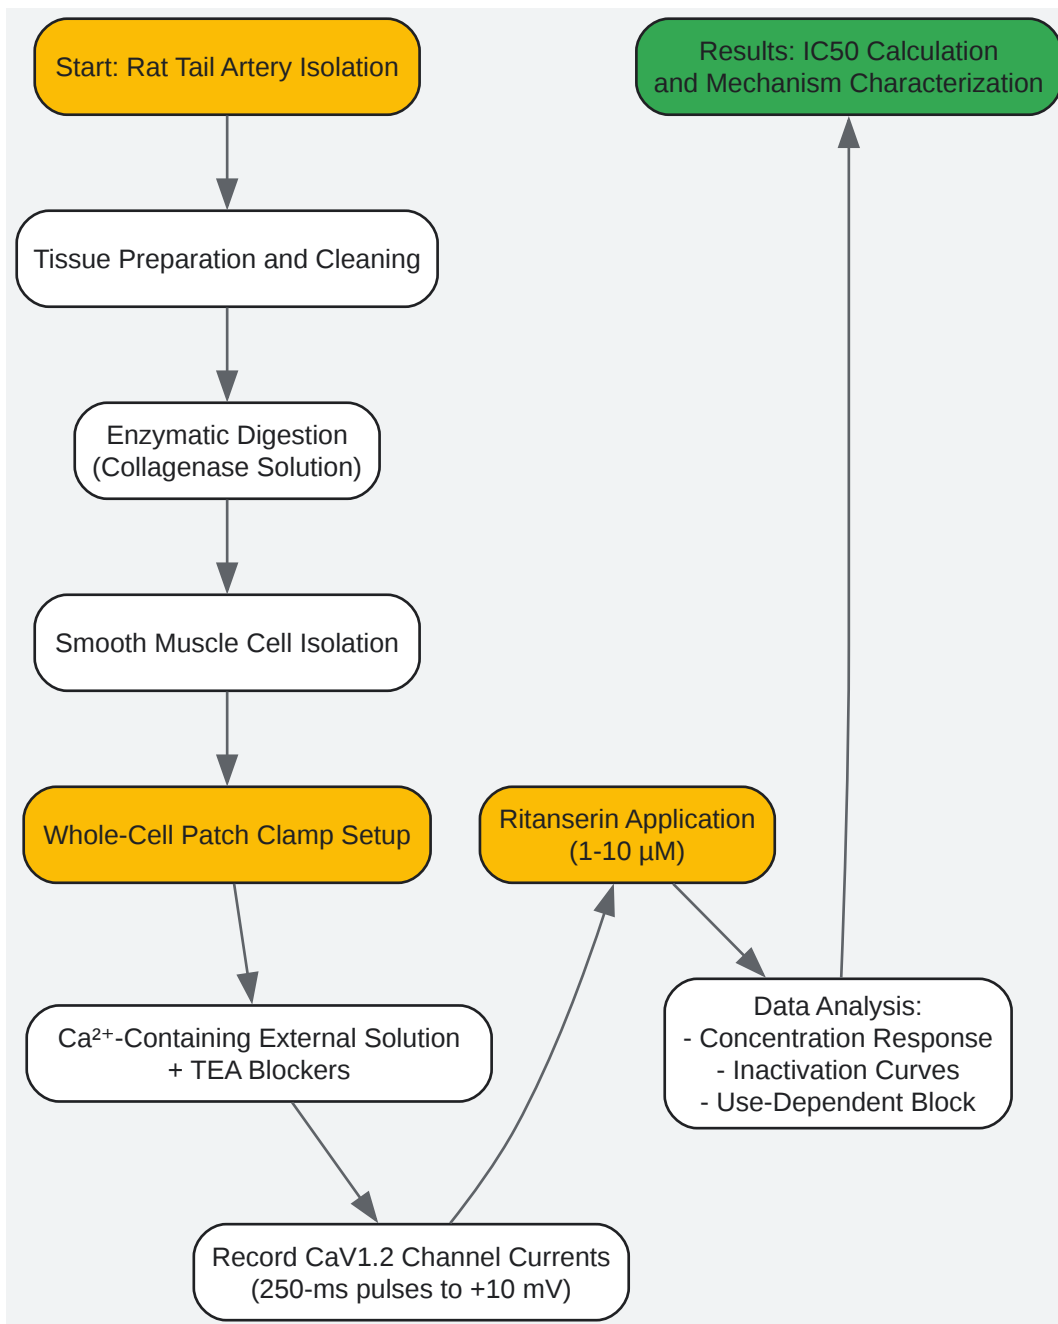 Start: Rat Tail Artery Isolation
Tissue Preparation and Cleaning
Enzymatic Digestion
(Collagenase Solution)
Smooth Muscle Cell Isolation
Whole-Cell Patch Clamp Setup
Ca²⁺-Containing External Solution
+ TEA Blockers
Record CaV1.2 Channel Currents
(250-ms pulses to +10 mV)
Ritanserin Application
(1-10 µM)
Data Analysis:
- Concentration Response
- Inactivation Curves
- Use-Dependent Block
Results: IC50 Calculation
and Mechanism Characterization